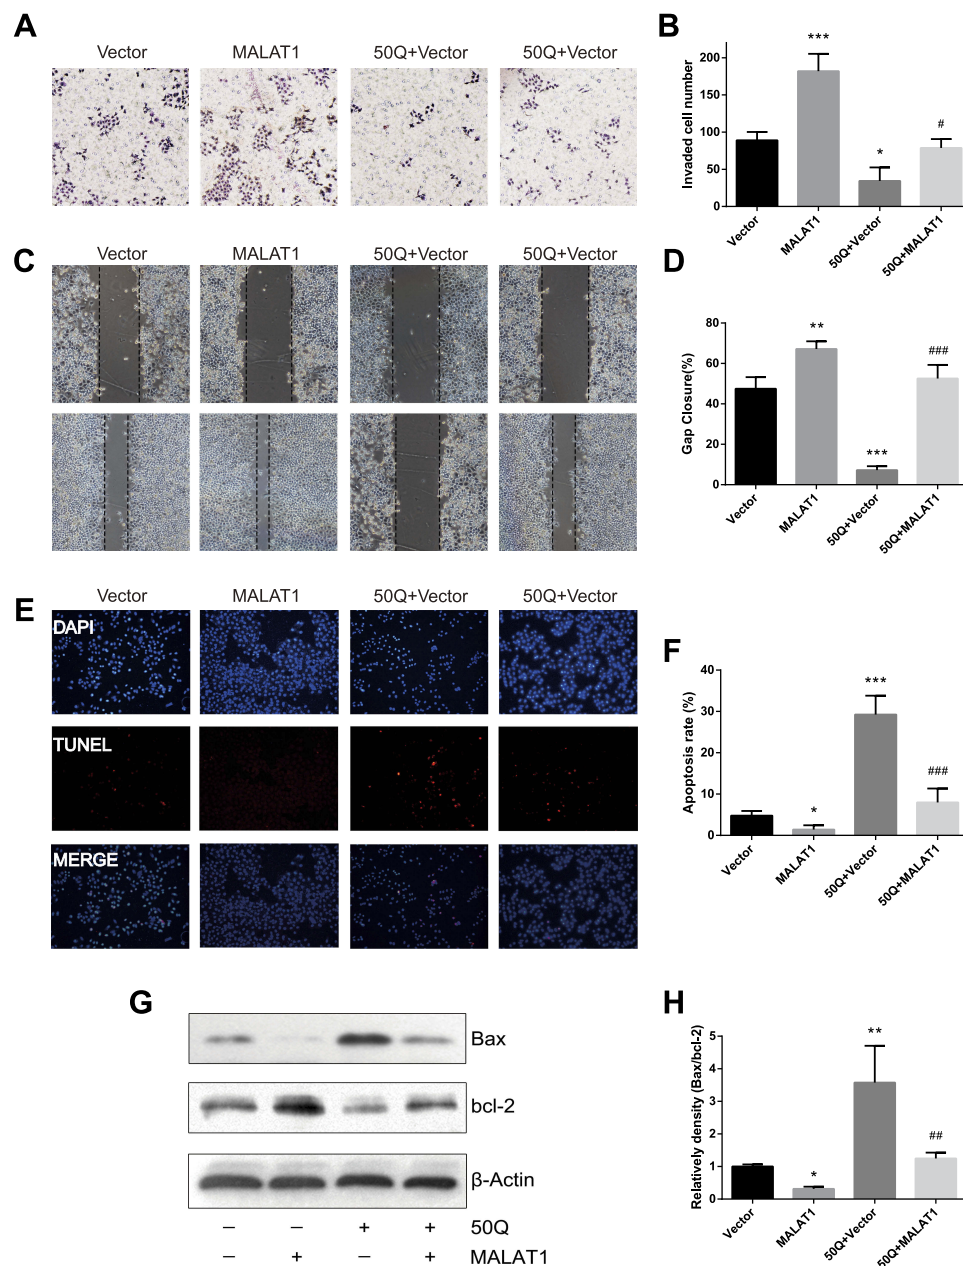 A
Vector MALAT1 50Q+Vector 50Q+Vector
B
Invaded cell number
200
150
100
50
0
***
*
#
Vector MALAT1 50Q+Vector 50Q+MALAT1
C
Vector MALAT1 50Q+Vector 50Q+Vector
D
Gap Closure(%)
80
60
40
20
0
**
***
###
Vector MALAT1 50Q+Vector 50Q+MALAT1
E
Vector MALAT1 50Q+Vector 50Q+Vector
DAPI
TUNEL
MERGE
F
Apoptosis rate (%)
40
30
20
10
0
*
***
###
Vector MALAT1 50Q+Vector 50Q+MALAT1
G
Bax
bcl-2
β-Actin
− − + + 50Q
− + − + MALAT1
H
Relatively density (Bax/bcl-2)
5
4
3
2
1
0
*
**
##
Vector MALAT1 50Q+Vector 50Q+MALAT1